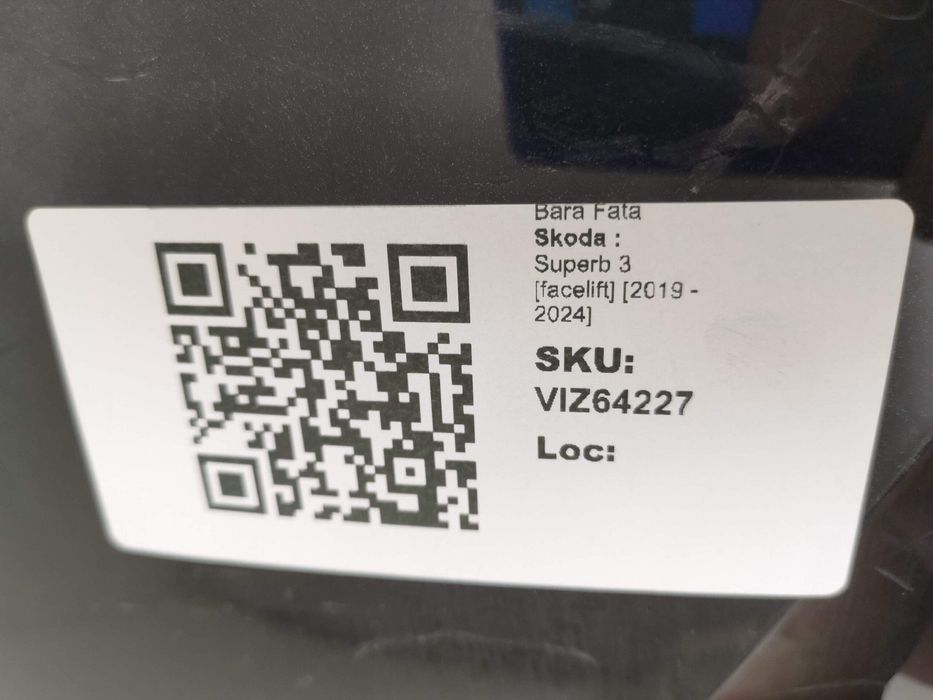 Bara Fata
Skoda :
Superb 3
[facelift] [2019 -
2024]
SKU:
VIZ64227
Loc: